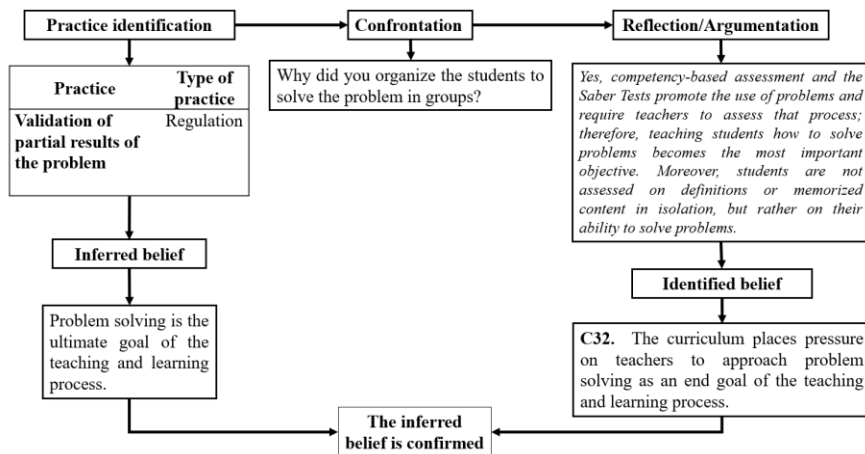 Practice identification
Confrontation
Reflection/Argumentation
Practice
Type of
practice
Validation of
partial results of
the problem
Regulation
Why did you organize the students to
solve the problem in groups?
Yes, competency-based assessment and the
Saber Tests promote the use of problems and
require teachers to assess that process;
therefore, teaching students how to solve
problems becomes the most important
objective. Moreover, students are not
assessed on definitions or memorized
content in isolation, but rather on their
ability to solve problems.
Inferred belief
Identified belief
Problem solving is the
ultimate goal of the
teaching and learning
process.
C32. The curriculum places pressure
on teachers to approach problem
solving as an end goal of the teaching
and learning process.
The inferred
belief is confirmed